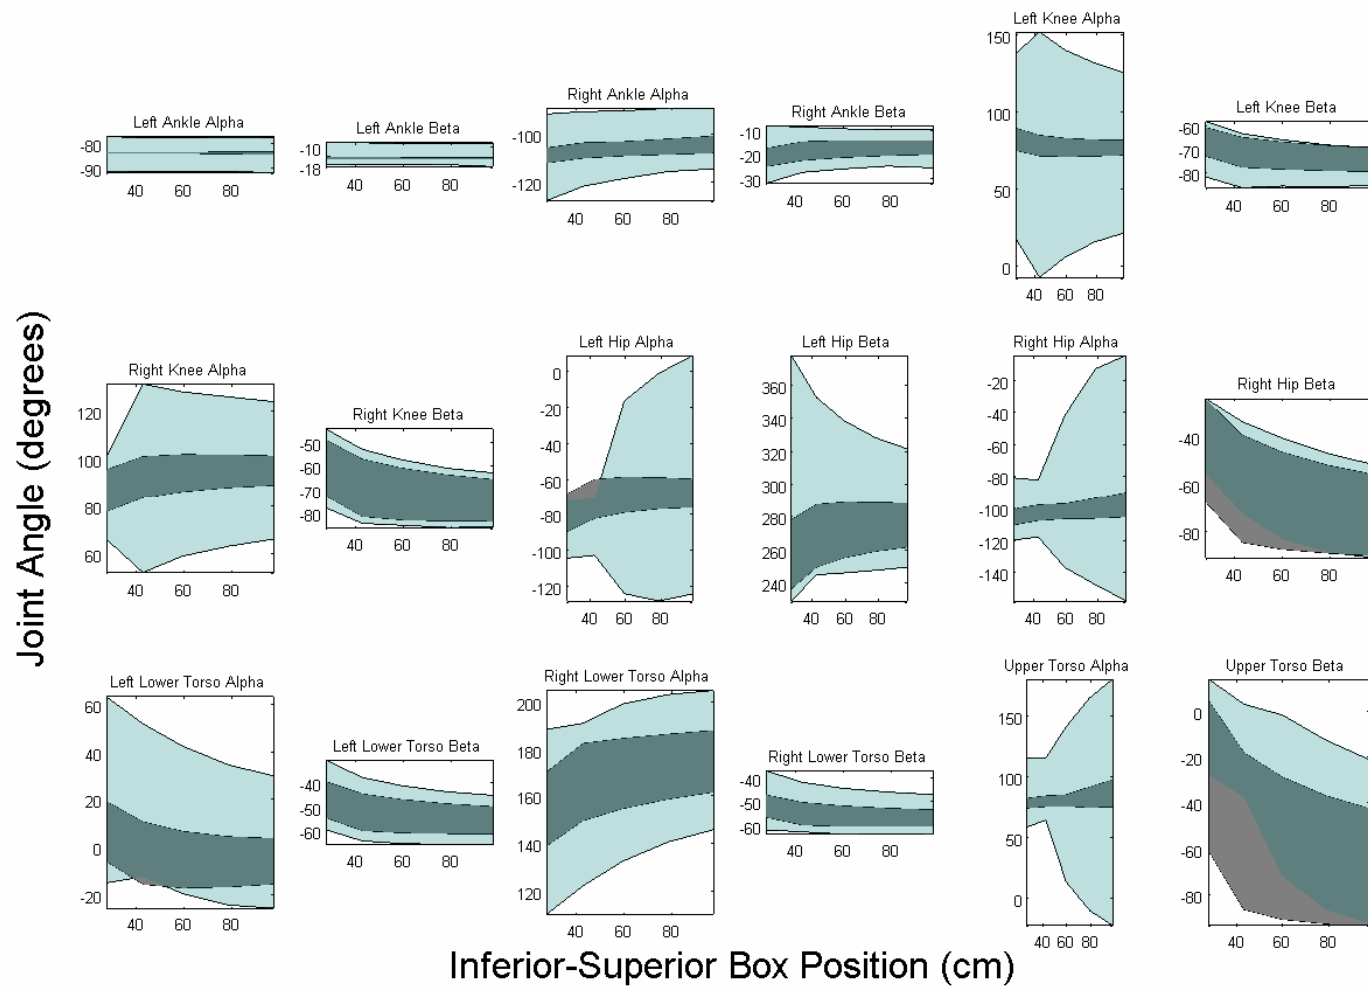 Left Knee Alpha
150
100
50
0
40 60 80
Right Ankle Alpha
-100
-120
40 60 80
Right Ankle Beta
-10
-20
-30
40 60 80
Left Knee Beta
-60
-70
-80
40 60 80
Left Ankle Alpha
-80
-90
40 60 80
Left Ankle Beta
-10
-18
40 60 80
Joint Angle (degrees)
Right Knee Alpha
120
100
80
60
40 60 80
Right Knee Beta
-50
-60
-70
-80
40 60 80
Left Hip Alpha
0
-20
-40
-60
-80
-100
-120
40 60 80
Left Hip Beta
360
340
320
300
280
260
240
40 60 80
Right Hip Alpha
-20
-40
-60
-80
-100
-120
-140
40 60 80
Right Hip Beta
-40
-60
-80
40 60 80
Left Lower Torso Alpha
60
40
20
0
-20
40 60 80
Left Lower Torso Beta
-40
-50
-60
40 60 80
Right Lower Torso Alpha
200
180
160
140
120
40 60 80
Right Lower Torso Beta
-40
-50
-60
40 60 80
Upper Torso Alpha
150
100
50
0
40 60 80
Upper Torso Beta
0
-20
-40
-60
-80
40 60 80
Inferior-Superior Box Position (cm)